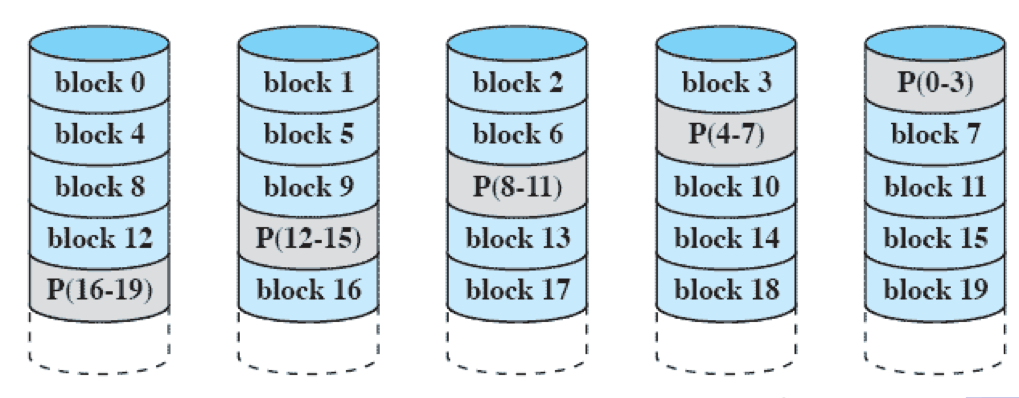 block 0 block 1 block 2 block 3 P(0-3)
block 4 block 5 block 6 P(4-7) block 7
block 8 block 9 P(8-11) block 10 block 11
block 12 P(12-15) block 13 block 14 block 15
P(16-19) block 16 block 17 block 18 block 19